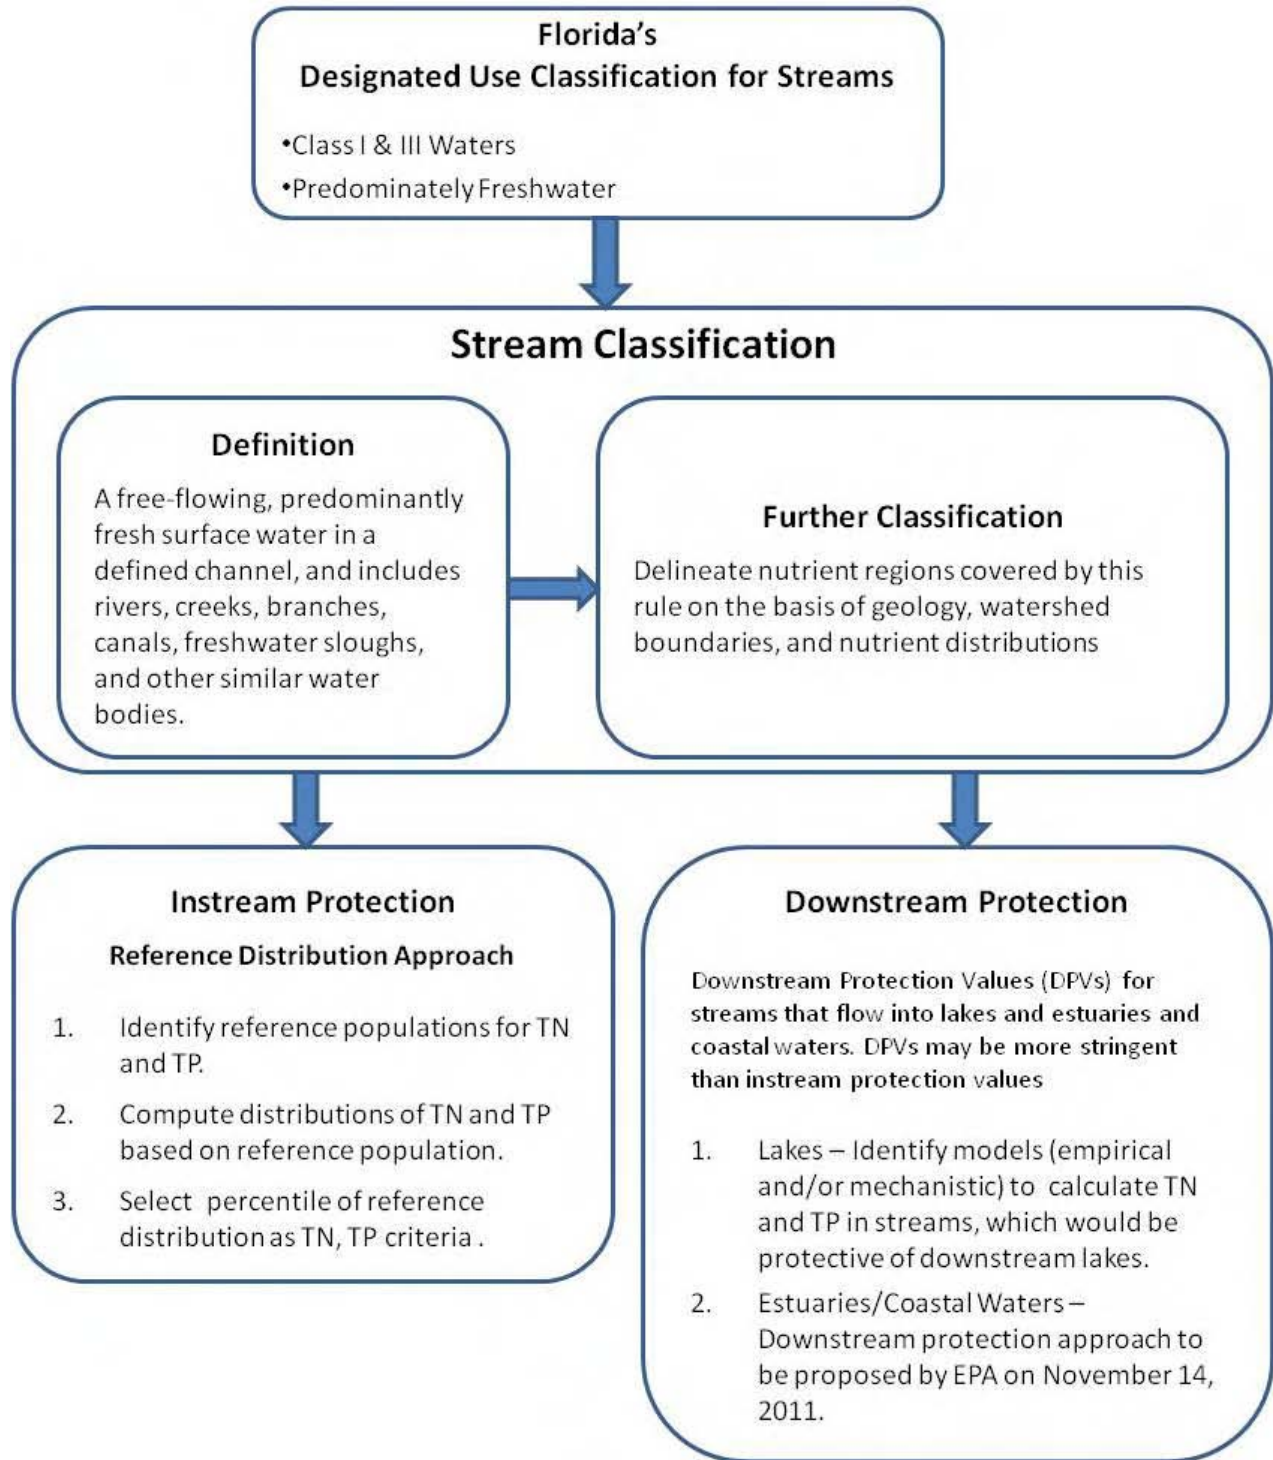 Florida's
Designated Use Classification for Streams
•Class I & III Waters
•Predominately Freshwater
Stream Classification
Definition
A free-flowing, predominantly
fresh surface water in a
defined channel, and includes
rivers, creeks, branches,
canals, freshwater sloughs,
and other similar water
bodies.
Further Classification
Delineate nutrient regions covered by this
rule on the basis of geology, watershed
boundaries, and nutrient distributions
Instream Protection
Reference Distribution Approach
1. Identify reference populations for TN
and TP.
2. Compute distributions of TN and TP
based on reference population.
3. Select percentile of reference
distribution as TN, TP criteria .
Downstream Protection
Downstream Protection Values (DPVs) for
streams that flow into lakes and estuaries and
coastal waters. DPVs may be more stringent
than instream protection values
1. Lakes – Identify models (empirical
and/or mechanistic) to calculate TN
and TP in streams, which would be
protective of downstream lakes.
2. Estuaries/Coastal Waters –
Downstream protection approach to
be proposed by EPA on November 14,
2011.